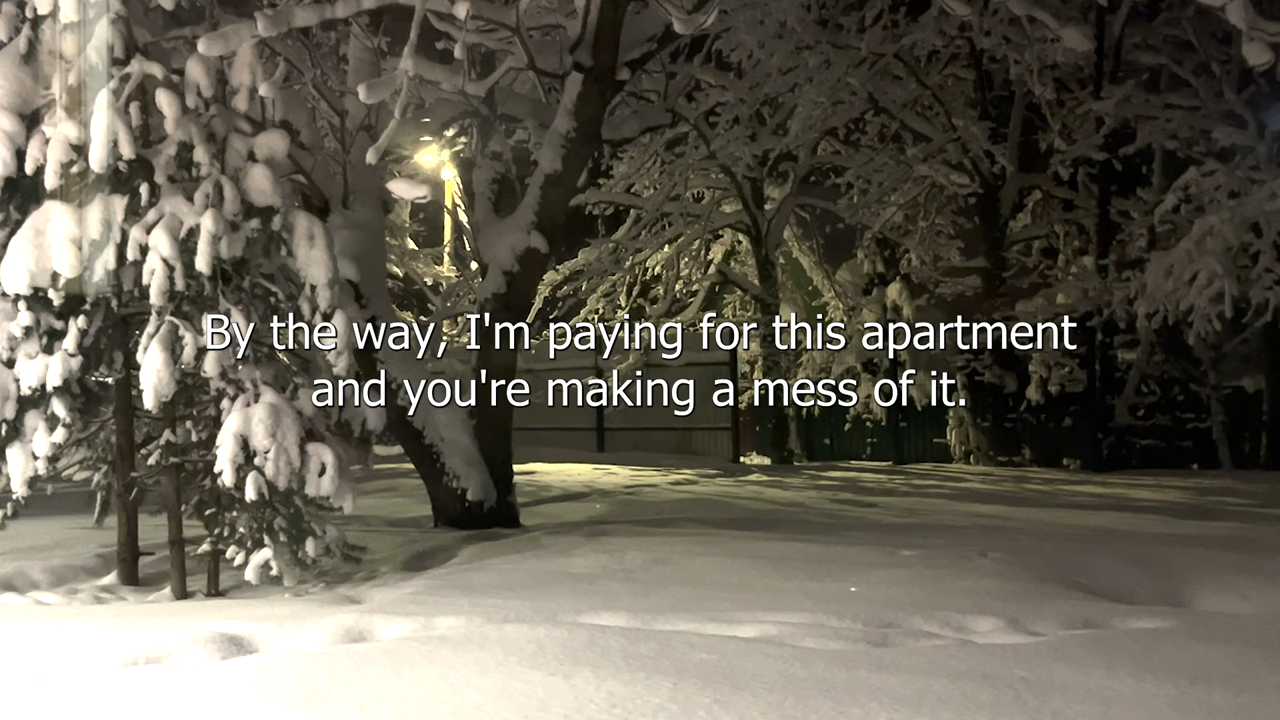 By the way, I'm paying for this apartment
and you're making a mess of it.